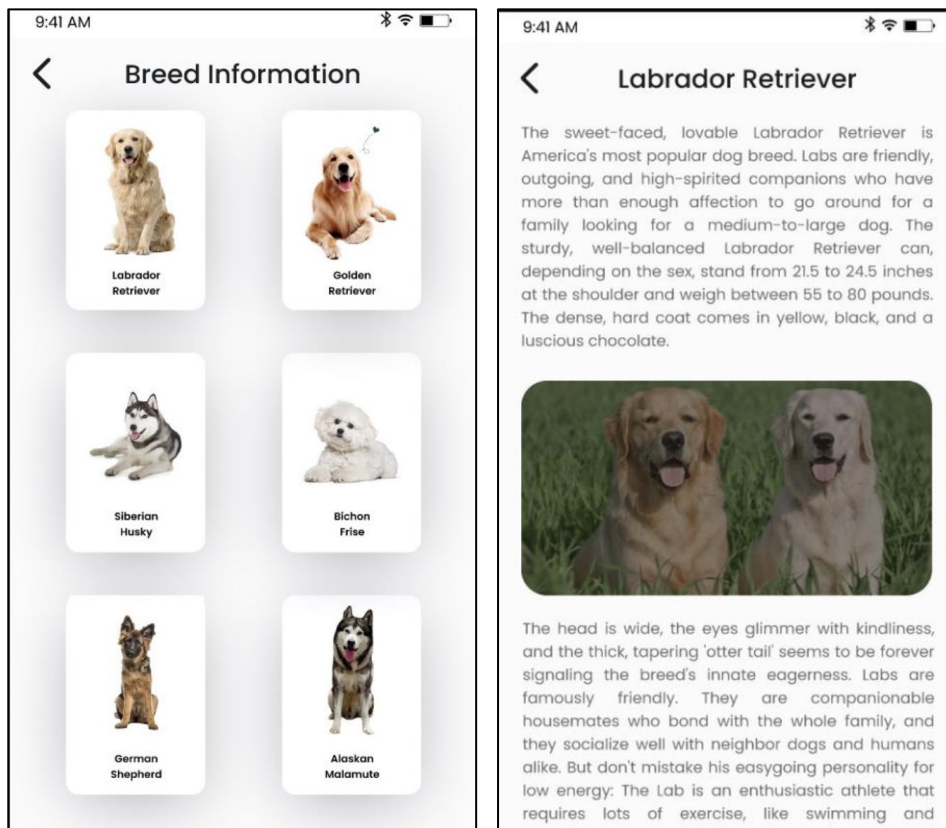 9:41 AM
Breed Information
Labrador
Retriever
Golden
Retriever
Siberian
Husky
Bichon
Frise
German
Shepherd
Alaskan
Malamute
9:41 AM
Labrador Retriever
The sweet-faced, lovable Labrador Retriever is
America's most popular dog breed. Labs are friendly,
outgoing, and high-spirited companions who have
more than enough affection to go around for a
family looking for a medium-to-large dog. The
sturdy, well-balanced Labrador Retriever can,
depending on the sex, stand from 21.5 to 24.5 inches
at the shoulder and weigh between 55 to 80 pounds.
The dense, hard coat comes in yellow, black, and a
luscious chocolate.
The head is wide, the eyes glimmer with kindliness,
and the thick, tapering 'otter tail' seems to be forever
signaling the breed's innate eagerness. Labs are
famously friendly. They are companionable
housemates who bond with the whole family, and
they socialize well with neighbor dogs and humans
alike. But don't mistake his easygoing personality for
low energy: The Lab is an enthusiastic athlete that
requires lots of exercise, like swimming and